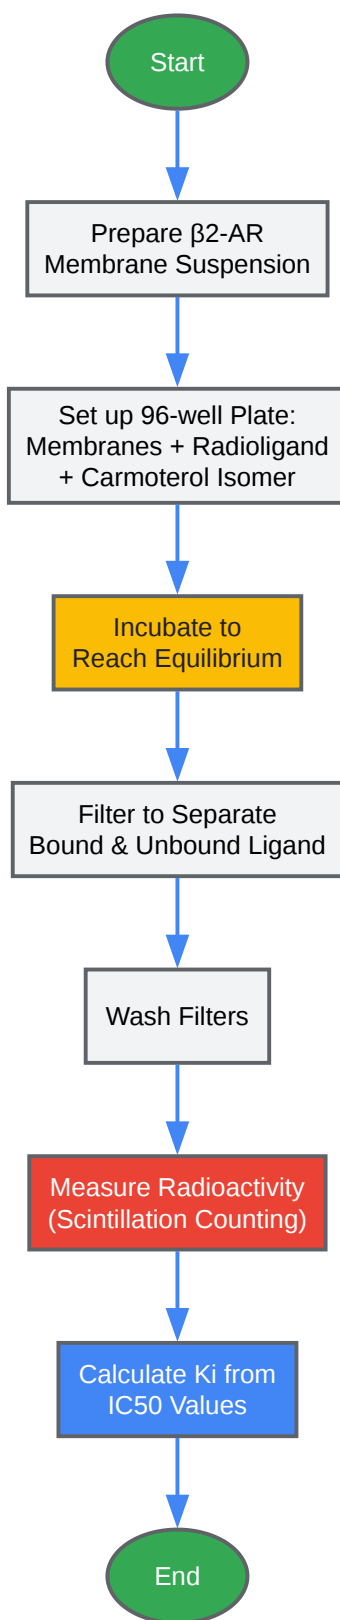 Start
Prepare β2-AR
Membrane Suspension
Set up 96-well Plate:
Membranes + Radioligand
+ Carmoterol Isomer
Incubate to
Reach Equilibrium
Filter to Separate
Bound & Unbound Ligand
Wash Filters
Measure Radioactivity
(Scintillation Counting)
Calculate Ki from
IC50 Values
End